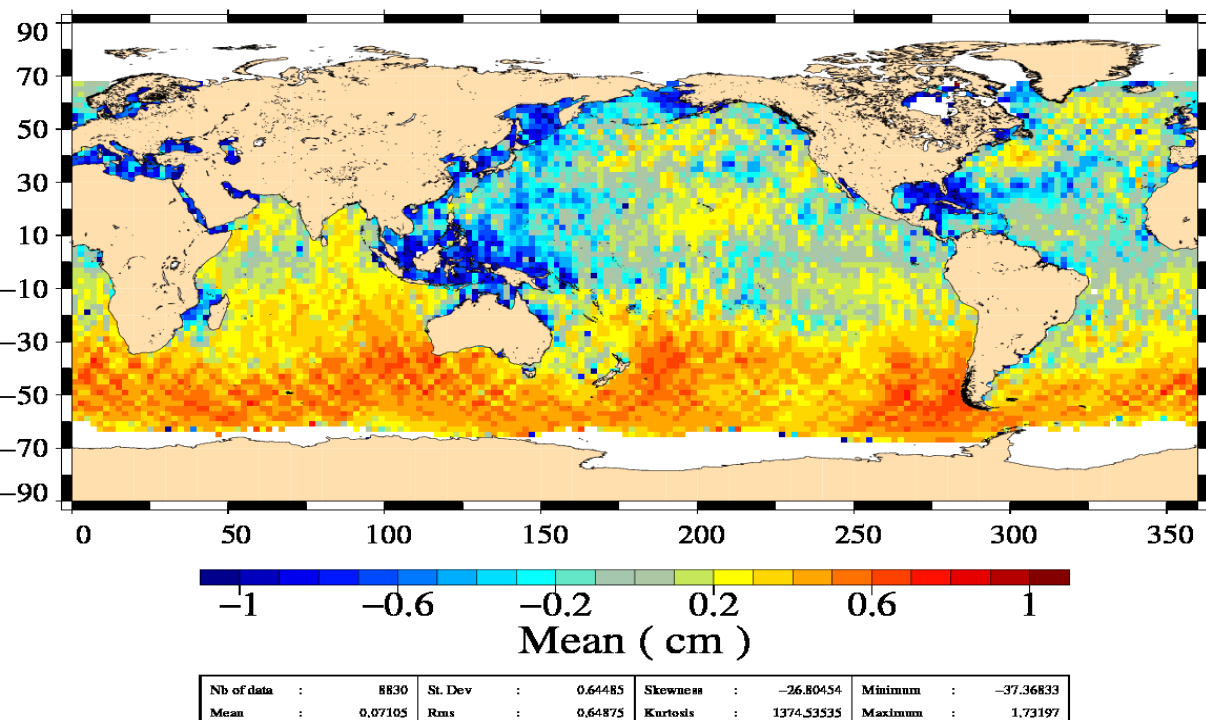 90
70
50
30
10
−10
−30
−50
−70
−90
0 50 100 150 200 250 300 350
−1 −0.6 −0.2 0.2 0.6 1
Mean ( cm )
Nb of data : 8830 St. Dev : 0.64485 Skewness : −26.80454 Minimum : −37.36833
Mean : 0.07105 Rms : 0.64875 Kurtosis : 1374.53535 Maximum : 1.73197